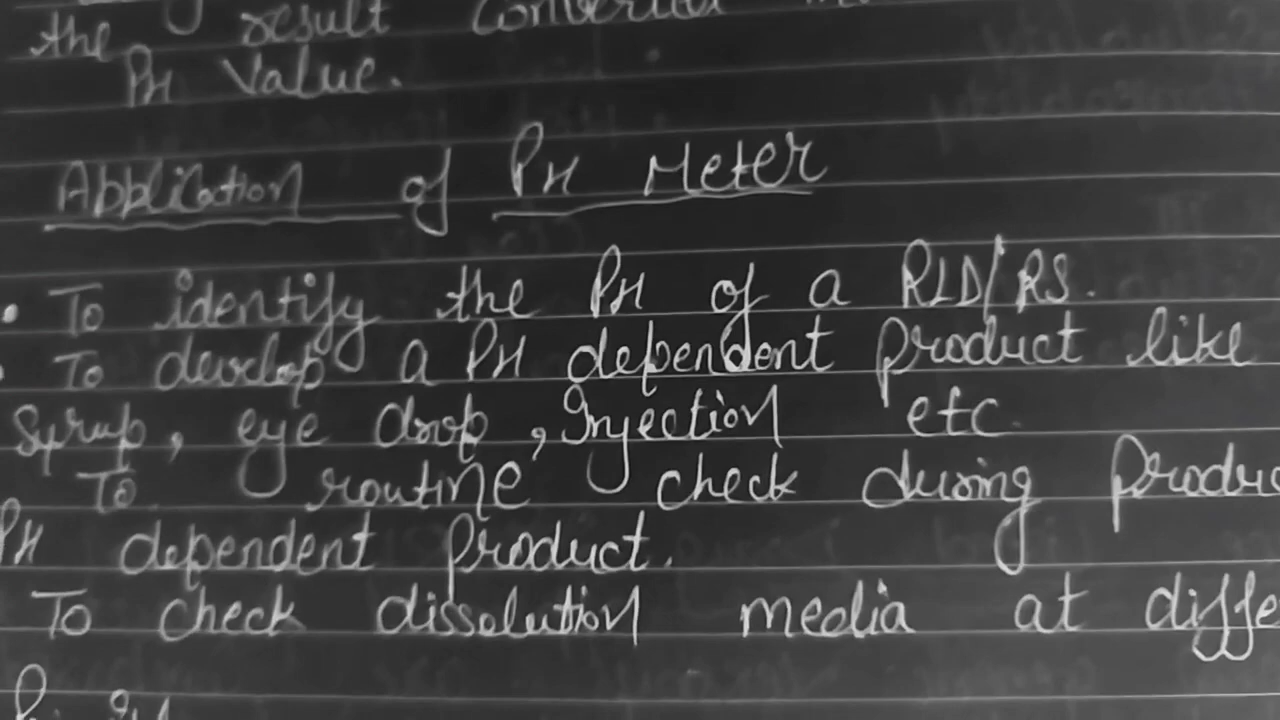 the result converted
PH Value.
Application of PH Meter
• To identify the PH of a RLD/RS.
• To develop a PH dependent product like
Syrup, eye drop, Injection etc.
To routine check during produc
PH dependent product.
To check dissolution media at diffe